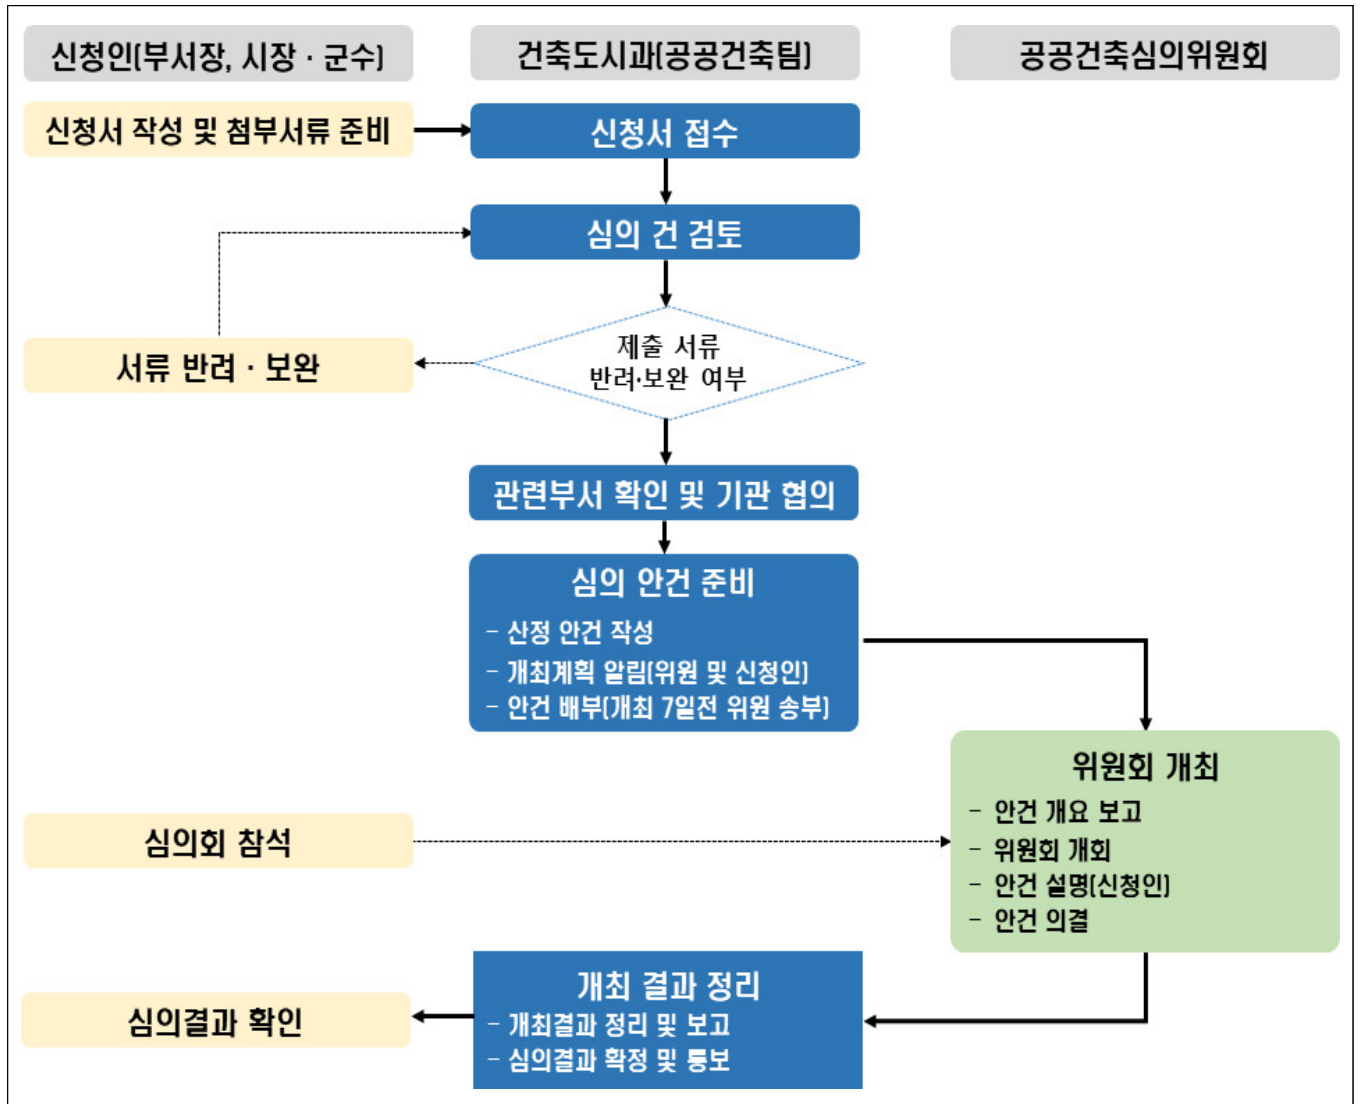 신청인(부서장, 시장 · 군수)
건축도시과(공공건축팀)
공공건축심의위원회
신청서 작성 및 첨부서류 준비
신청서 접수
심의 건 검토
제출 서류
반려·보완 여부
서류 반려 · 보완
관련부서 확인 및 기관 협의
심의 안건 준비
- 산정 안건 작성
- 개최계획 알림(위원 및 신청인)
- 안건 배부(개최 7일전 위원 송부)
위원회 개최
- 안건 개요 보고
- 위원회 개회
- 안건 설명(신청인)
- 안건 의결
심의회 참석
개최 결과 정리
- 개최결과 정리 및 보고
- 심의결과 확정 및 통보
심의결과 확인